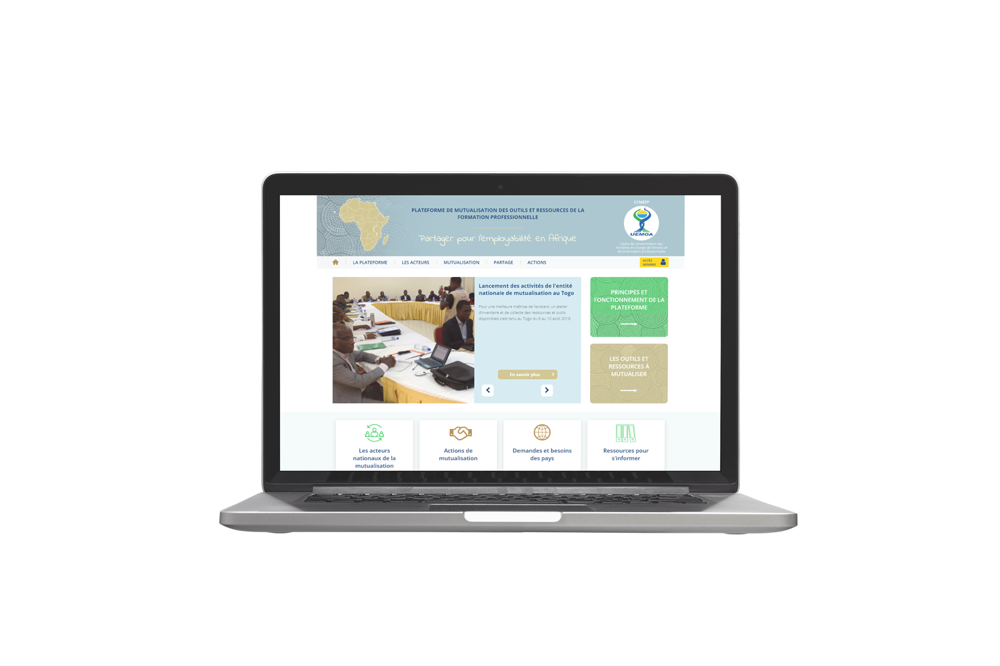 PLATEFORME DE MUTUALISATION DES OUTILS ET RESSOURCES DE LA
FORMATION PROFESSIONNELLE
Partager pour l'employabilité en Afrique
CCMEFP
UEMOA
Cadre de concertation des
ministres en charge de l'emploi et
de la formation professionnelle
LA PLATEFORME
LES ACTEURS
MUTUALISATION
PARTAGE
ACTIONS
ACCÈS
MEMBRE
Lancement des activités de l'entité
nationale de mutualisation au Togo
Pour une meilleure maîtrise de l'existant, un atelier
d'inventaire et de collecte des ressources et outils
disponibles s'est tenu au Togo du 8 au 10 août 2018
En savoir plus
PRINCIPES ET
FONCTIONNEMENT DE LA
PLATEFORME
LES OUTILS ET
RESSOURCES À
MUTUALISER
Les acteurs
nationaux de la
mutualisation
Actions de
mutualisation
Demandes et besoins
des pays
Ressources pour
s'informer